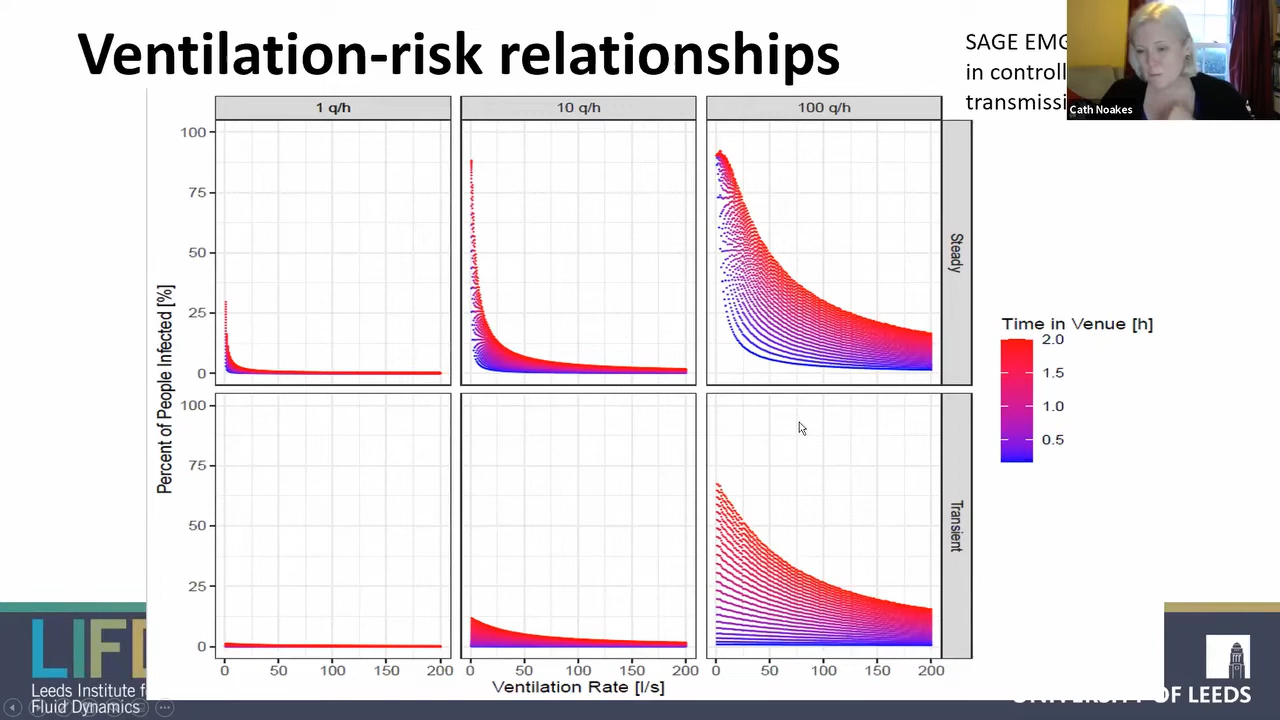 Ventilation-risk relationships
SAGE EMG
in controll
transmissi
Cath Noakes
1 q/h
10 q/h
100 q/h
100
75
50
25
0
Steady
100
75
50
25
0
Transient
Percent of People Infected [%]
0 50 100 150 200
0 50 100 150 200
0 50 100 150 200
Ventilation Rate [l/s]
Time in Venue [h]
2.0
1.5
1.0
0.5
LIFD
Leeds Institute f
Fluid Dynamics
UNIVERSITY OF LEEDS